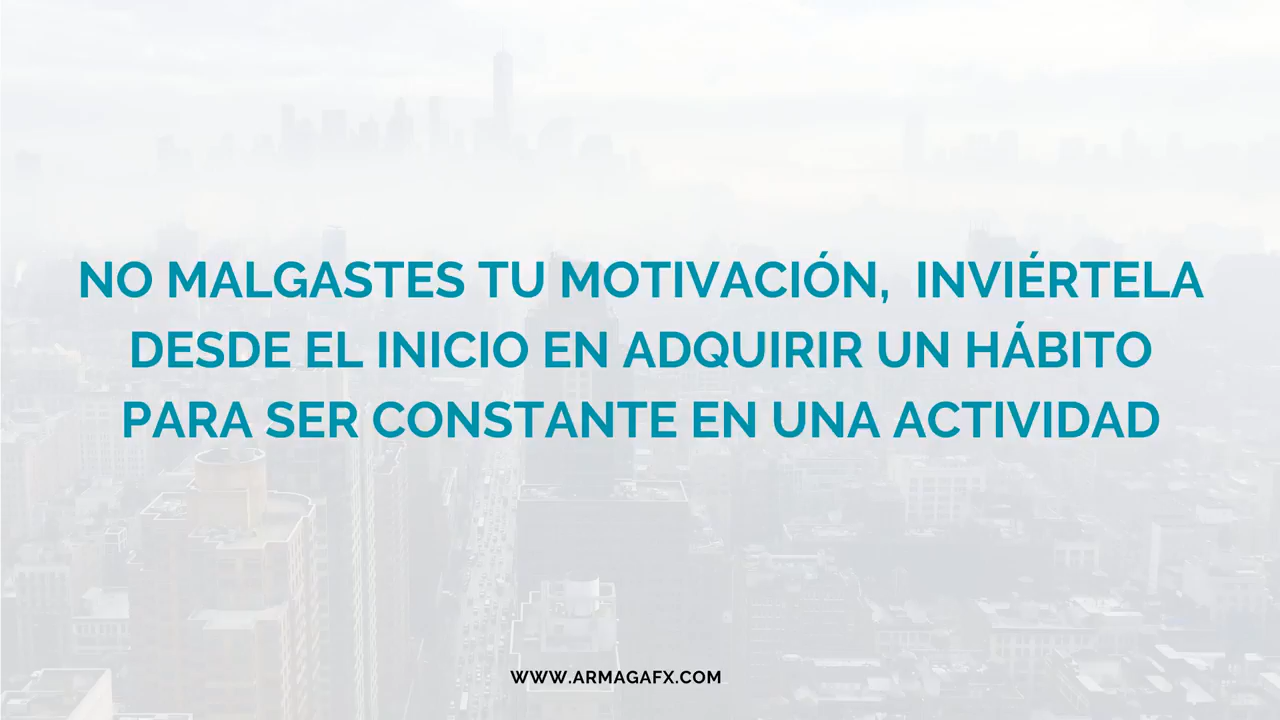 NO MALGASTES TU MOTIVACIÓN, INVIÉRTELA
DESDE EL INICIO EN ADQUIRIR UN HÁBITO
PARA SER CONSTANTE EN UNA ACTIVIDAD
WWW.ARMAGAFX.COM